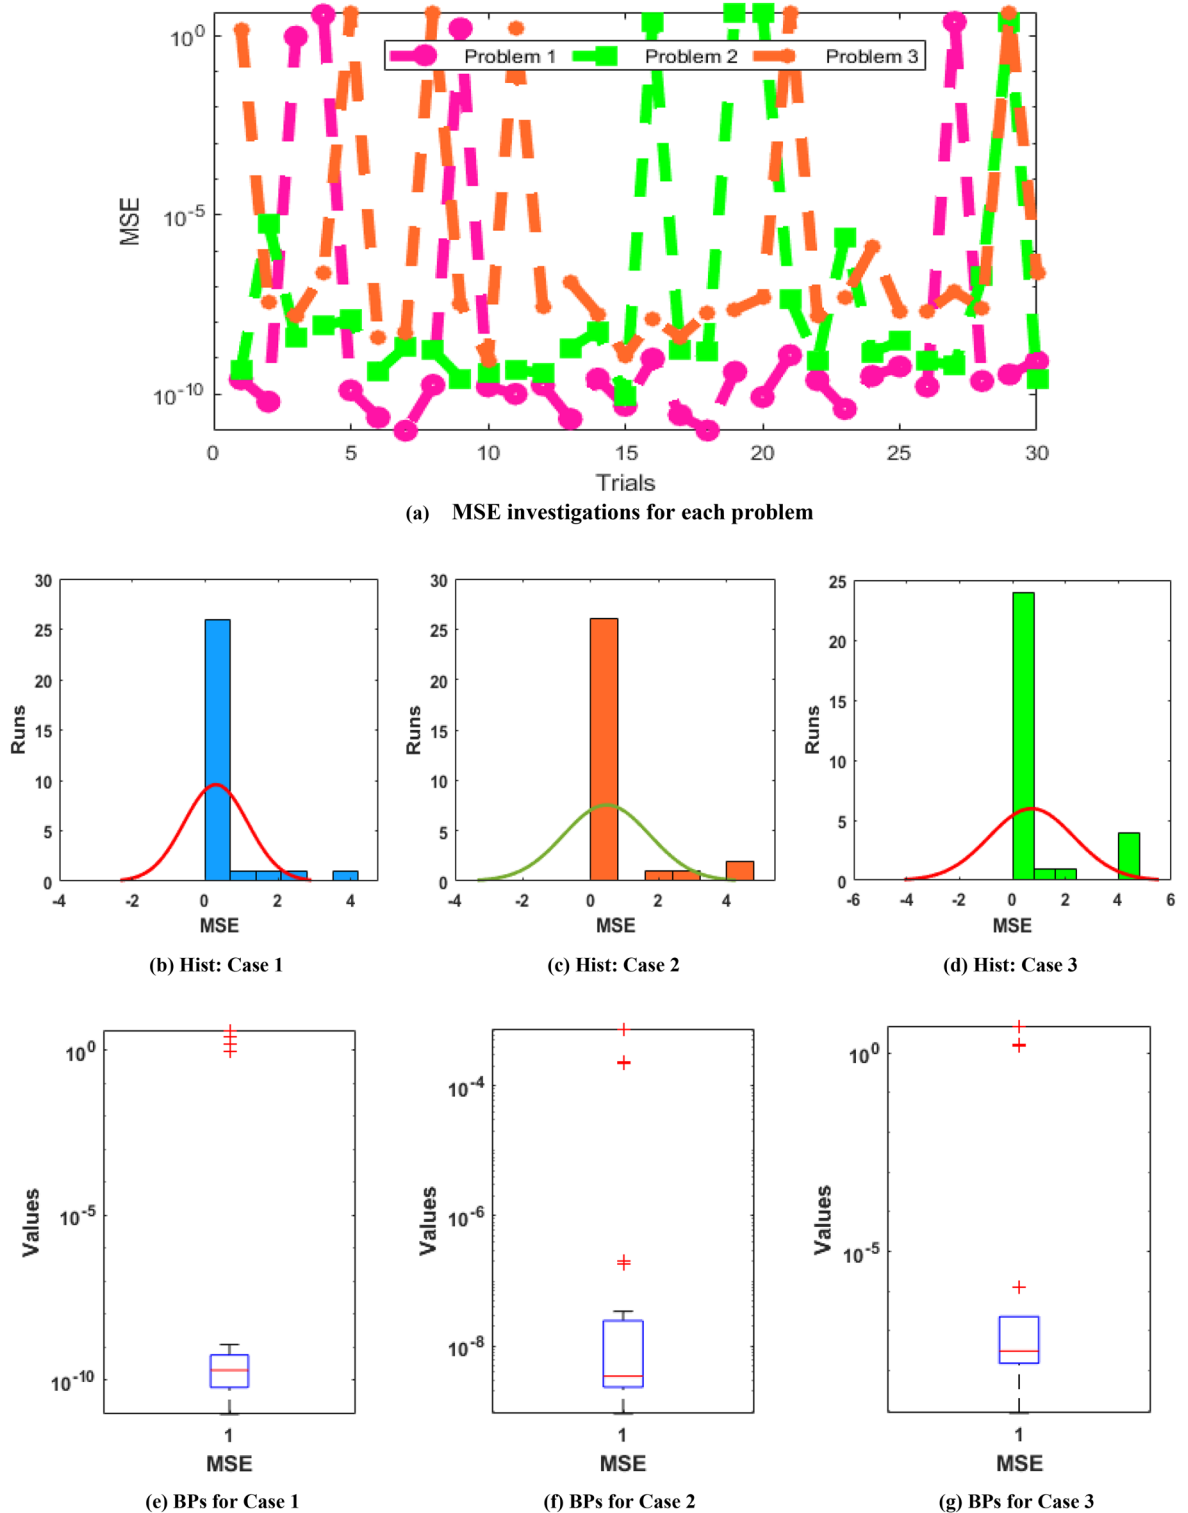 10^0
10^-5
10^-10
MSE
Problem 1
Problem 2
Problem 3
0 5 10 15 20 25 30
Trials
(a) MSE investigations for each problem
30
25
20
15
10
5
0
Runs
-4 -2 0 2 4
MSE
(b) Hist: Case 1
30
25
20
15
10
5
0
Runs
-4 -2 0 2 4
MSE
(c) Hist: Case 2
25
20
15
10
5
0
Runs
-6 -4 -2 0 2 4 6
MSE
(d) Hist: Case 3
10^0
10^-5
10^-10
Values
1
MSE
(e) BPs for Case 1
10^-4
10^-6
10^-8
Values
1
MSE
(f) BPs for Case 2
10^0
10^-5
Values
1
MSE
(g) BPs for Case 3